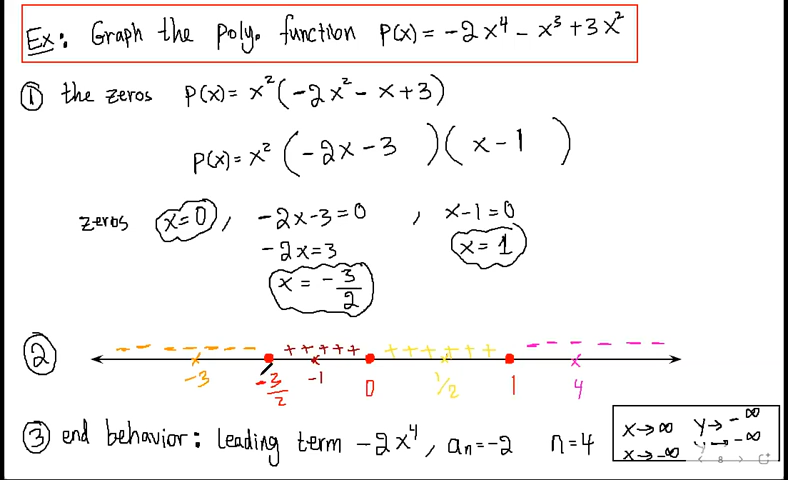 Ex: Graph the Poly. function P(x) = -2x⁴ - x³ + 3x²
① the zeros P(x) = x²(-2x² - x + 3)
P(x) = x² (-2x - 3)(x - 1)
zeros x=0, -2x-3=0, x-1=0
-2x=3 x=1
x = -3/2
②
- - - - - - - - + + + + + + + + + + + - - - - - -
-3 -3/2 -1 0 1/2 1 4
③ end behavior: Leading term -2x⁴, an=-2 n=4
x→∞ y→-∞
x→-∞ y→-∞
8